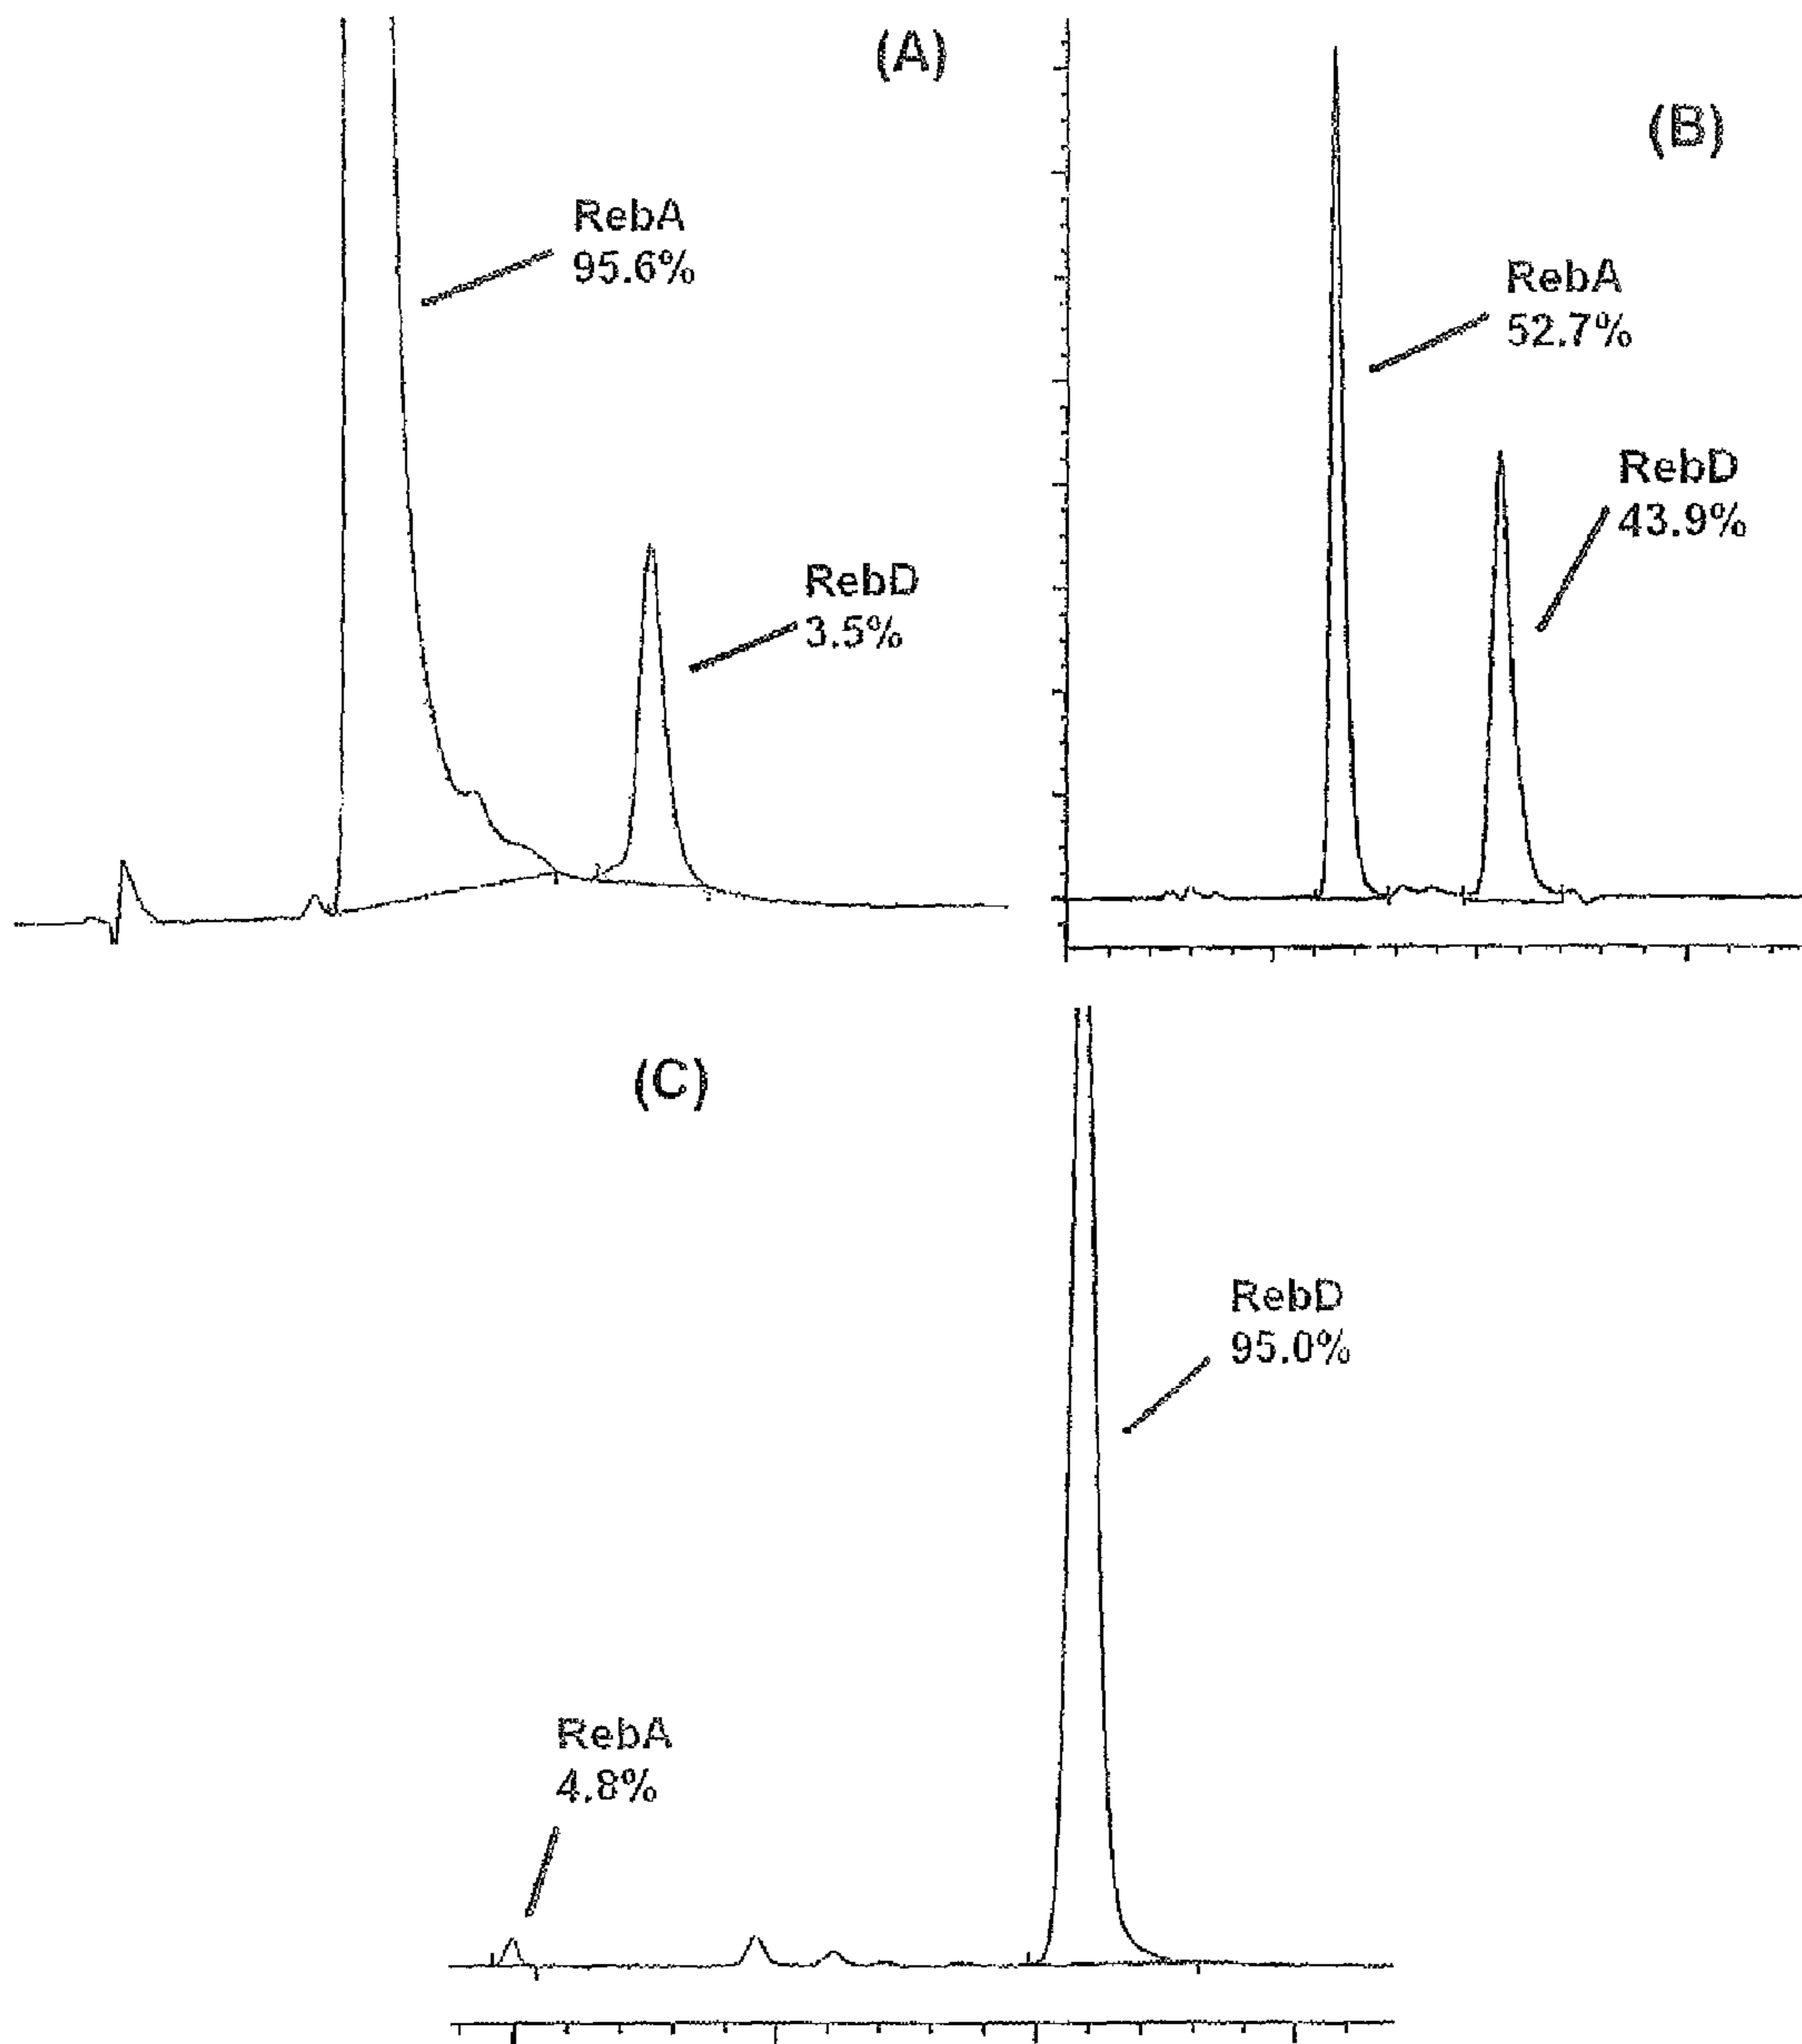 (A)
RebA
95.6%
RebD
3.5%
(B)
RebA
52.7%
RebD
43.9%
(C)
RebD
95.0%
RebA
4.8%